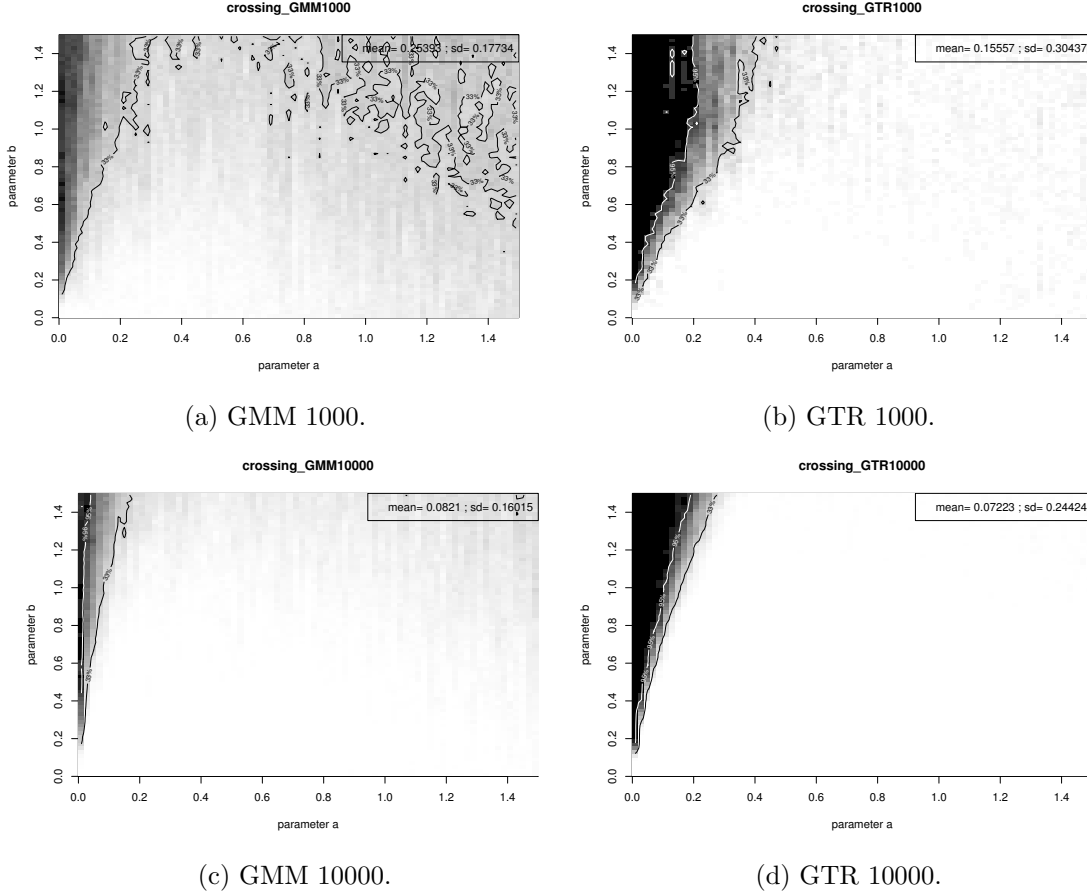 crossing_GMM1000
crossing_GTR1000
mean= 0.25393 ; sd= 0.17734
mean= 0.15557 ; sd= 0.30437
parameter b
0.0 0.2 0.4 0.6 0.8 1.0 1.2 1.4
parameter b
0.0 0.2 0.4 0.6 0.8 1.0 1.2 1.4
33%
33%
95%
0.0 0.2 0.4 0.6 0.8 1.0 1.2 1.4
0.0 0.2 0.4 0.6 0.8 1.0 1.2 1.4
parameter a
parameter a
(a) GMM 1000.
(b) GTR 1000.
crossing_GMM10000
crossing_GTR10000
mean= 0.0821 ; sd= 0.16015
mean= 0.07223 ; sd= 0.24424
parameter b
0.0 0.2 0.4 0.6 0.8 1.0 1.2 1.4
parameter b
0.0 0.2 0.4 0.6 0.8 1.0 1.2 1.4
95%
33%
95%
33%
0.0 0.2 0.4 0.6 0.8 1.0 1.2 1.4
0.0 0.2 0.4 0.6 0.8 1.0 1.2 1.4
parameter a
parameter a
(c) GMM 10000.
(d) GTR 10000.